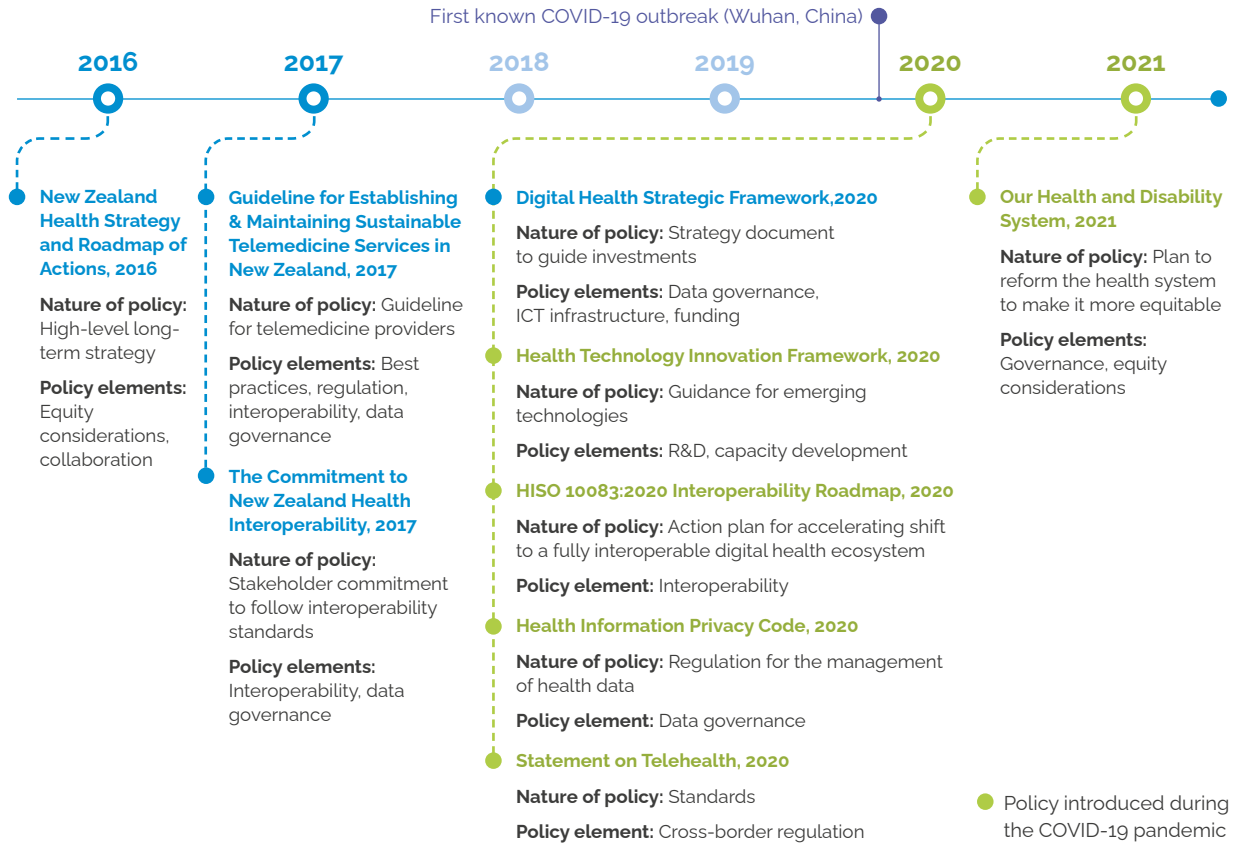 First known COVID-19 outbreak (Wuhan, China)
2016
2017
2018
2019
2020
2021
New Zealand
Health Strategy
and Roadmap of
Actions, 2016
Nature of policy:
High-level long-
term strategy
Policy elements:
Equity
considerations,
collaboration
Guideline for Establishing
& Maintaining Sustainable
Telemedicine Services in
New Zealand, 2017
Nature of policy: Guideline
for telemedicine providers
Policy elements: Best
practices, regulation,
interoperability, data
governance
The Commitment to
New Zealand Health
Interoperability, 2017
Nature of policy:
Stakeholder commitment
to follow interoperability
standards
Policy elements:
Interoperability, data
governance
Digital Health Strategic Framework,2020
Nature of policy: Strategy document
to guide investments
Policy elements: Data governance,
ICT infrastructure, funding
Health Technology Innovation Framework, 2020
Nature of policy: Guidance for emerging
technologies
Policy elements: R&D, capacity development
HISO 10083:2020 Interoperability Roadmap, 2020
Nature of policy: Action plan for accelerating shift
to a fully interoperable digital health ecosystem
Policy element: Interoperability
Health Information Privacy Code, 2020
Nature of policy: Regulation for the management
of health data
Policy element: Data governance
Statement on Telehealth, 2020
Nature of policy: Standards
Policy element: Cross-border regulation
Our Health and Disability
System, 2021
Nature of policy: Plan to
reform the health system
to make it more equitable
Policy elements:
Governance, equity
considerations
Policy introduced during
the COVID-19 pandemic